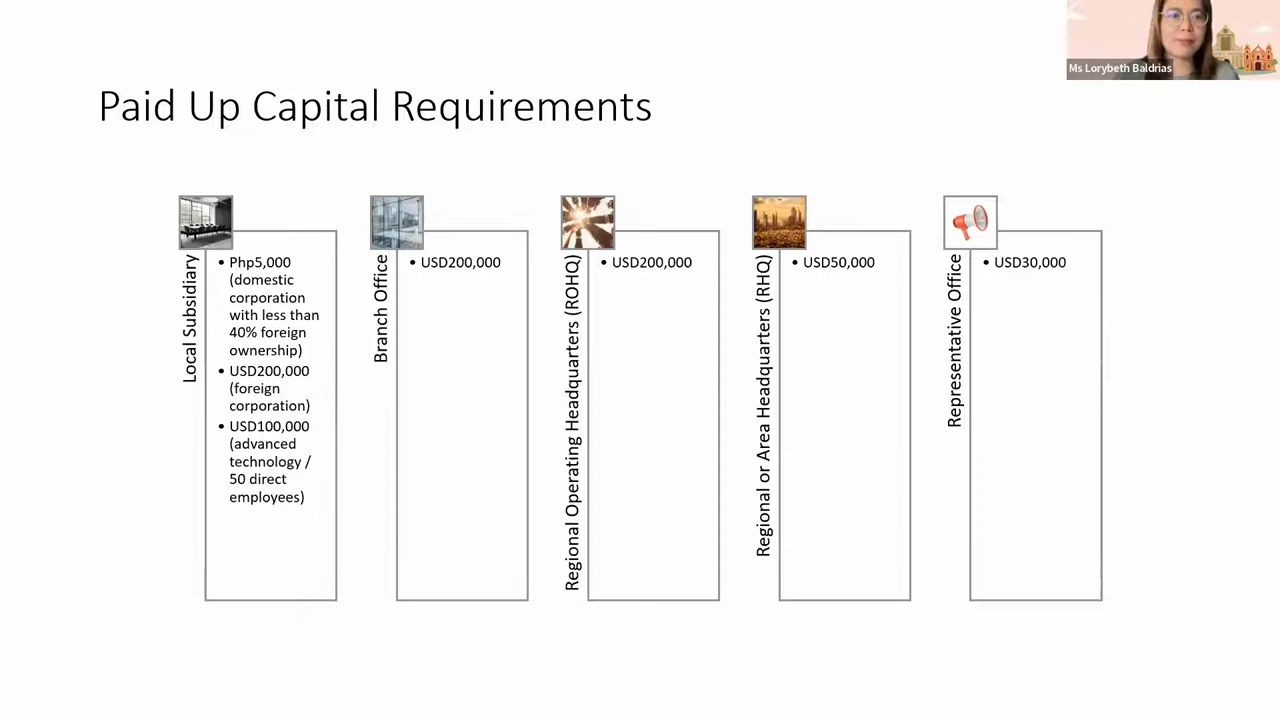 Ms Lorybeth Baldrias
Paid Up Capital Requirements
Local Subsidiary
• Php5,000
(domestic
corporation
with less than
40% foreign
ownership)
• USD200,000
(foreign
corporation)
• USD100,000
(advanced
technology /
50 direct
employees)
Branch Office
• USD200,000
Regional Operating Headquarters (ROHQ)
• USD200,000
Regional or Area Headquarters (RHQ)
• USD50,000
Representative Office
• USD30,000